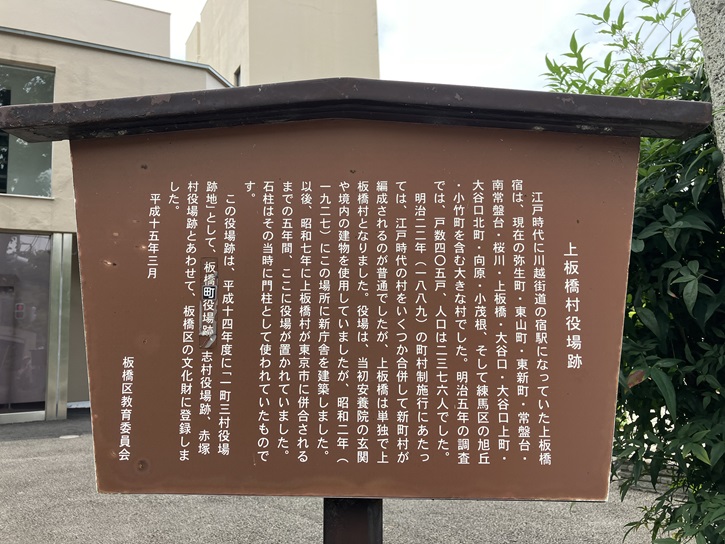 上板橋村役場跡
江戸時代に川越街道の宿駅になっていた上板橋
宿は、現在の弥生町・東山町・東新町・常盤台・
南常盤台・桜川・上板橋・大谷口・大谷口上町・
大谷口北町・向原・小茂根、そして練馬区の旭丘
・小竹町を含む大きな村でした。明治五年の調査
では、戸数四〇五戸、人口は二三七六人でした。
明治二二年（一八八九）の町村制施行にあたっ
ては、江戸時代の村をいくつか合併して新町村が
編成されるのが普通でしたが、上板橋は単独で上
板橋村となりました。役場は、当初安養院の玄関
や境内の建物を使用していましたが、昭和二年（
一九二七）にこの場所に新庁舎を建築しました。
以後、昭和七年に上板橋村が東京市に併合される
までの五年間、ここに役場が置かれていました。
石柱はその当時に門柱として使われていたもので
す。
この役場跡は、平成十四年度に「一町三村役場
跡地」として、板橋町役場跡、志村役場跡、赤塚
村役場跡とあわせて、板橋区の文化財に登録しま
した。
平成十五年三月
板橋区教育委員会